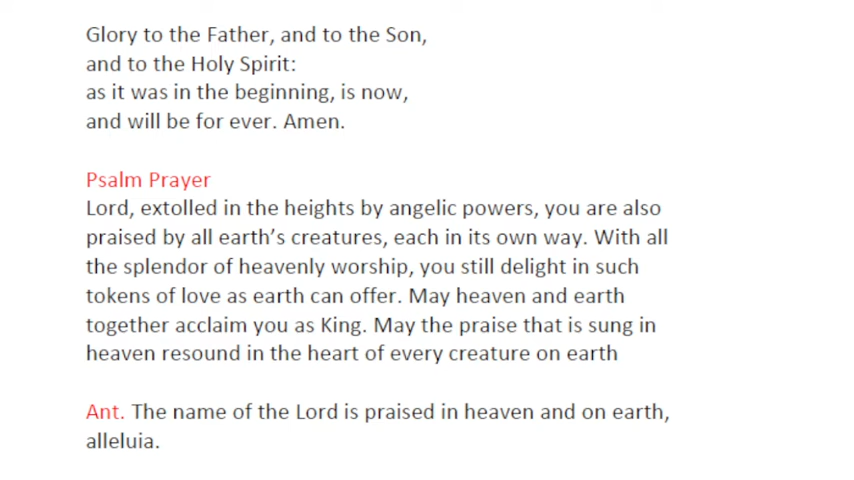 Glory to the Father, and to the Son,
and to the Holy Spirit:
as it was in the beginning, is now,
and will be for ever. Amen.
Psalm Prayer
Lord, extolled in the heights by angelic powers, you are also
praised by all earth’s creatures, each in its own way. With all
the splendor of heavenly worship, you still delight in such
tokens of love as earth can offer. May heaven and earth
together acclaim you as King. May the praise that is sung in
heaven resound in the heart of every creature on earth
Ant. The name of the Lord is praised in heaven and on earth,
alleluia.